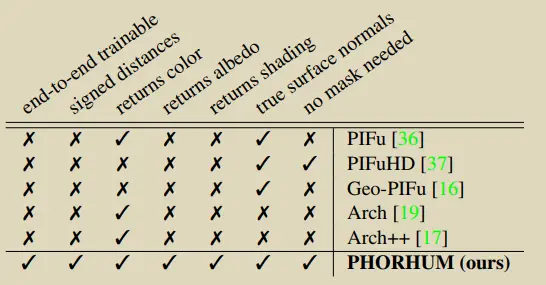 end-to-end trainable
signed distances
returns color
returns albedo
returns shading
true surface normals
no mask needed
✗ ✗ ✓ ✗ ✗ ✓ ✗ PIFu [36]
✗ ✗ ✗ ✗ ✗ ✓ ✓ PIFuHD [37]
✗ ✗ ✗ ✗ ✗ ✓ ✗ Geo-PIFu [16]
✗ ✗ ✓ ✗ ✗ ✗ ✗ Arch [19]
✗ ✗ ✓ ✗ ✗ ✗ ✗ Arch++ [17]
✓ ✓ ✓ ✓ ✓ ✓ ✓ PHORHUM (ours)